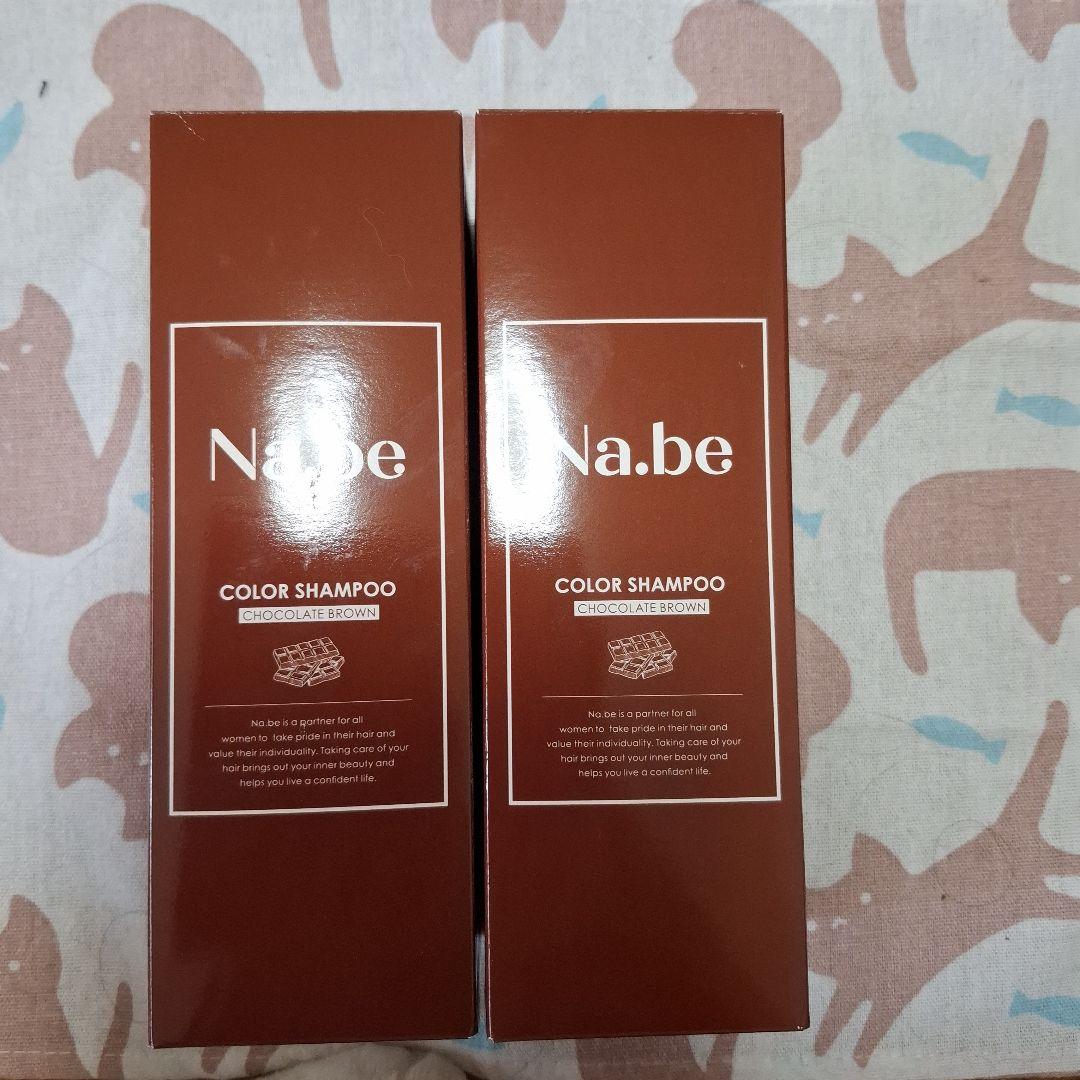 Na.be
COLOR SHAMPOO
CHOCOLATE BROWN
Na.be is a partner for all
women to take pride in their hair and
value their individuality. Taking care of your
hair brings out your inner beauty and
helps you live a confident life.
Na.be
COLOR SHAMPOO
CHOCOLATE BROWN
Na.be is a partner for all
women to take pride in their hair and
value their individuality. Taking care of your
hair brings out your inner beauty and
helps you live a confident life.